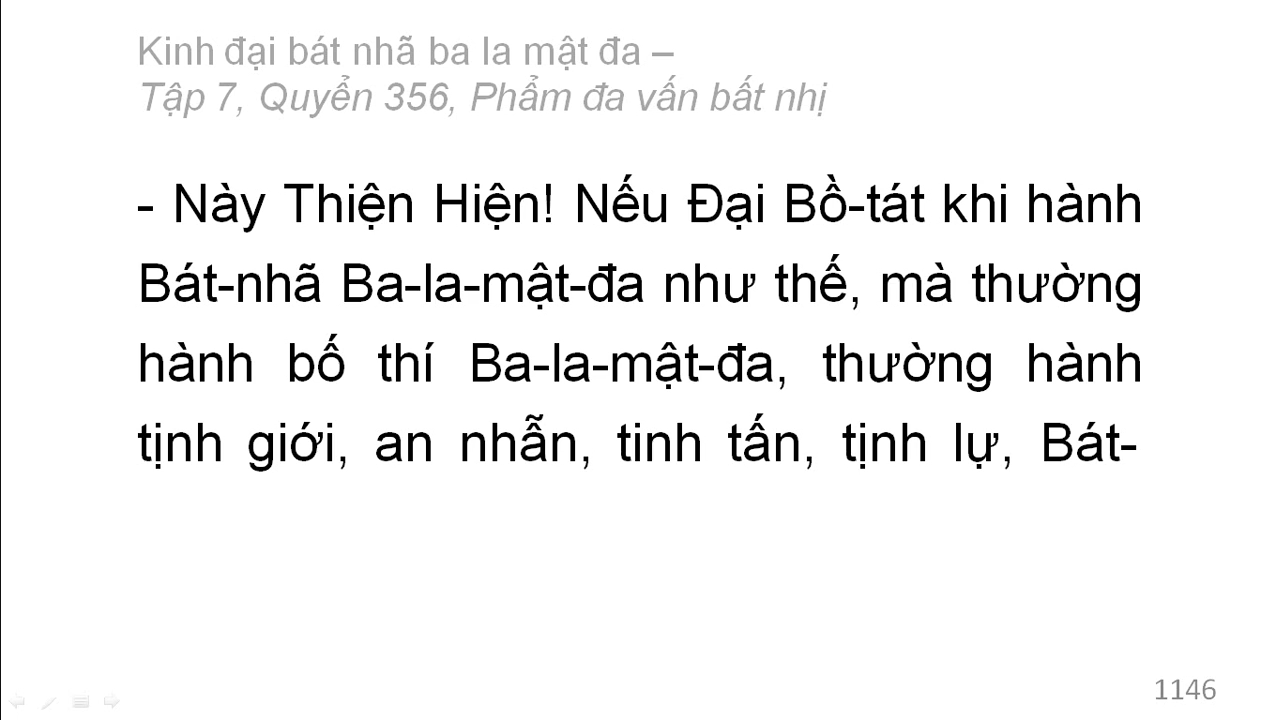 Kinh đại bát nhã ba la mật đa –
Tập 7, Quyển 356, Phẩm đa vấn bất nhị
- Này Thiện Hiện! Nếu Đại Bồ-tát khi hành
Bát-nhã Ba-la-mật-đa như thế, mà thường
hành bố thí Ba-la-mật-đa, thường hành
tịnh giới, an nhẫn, tinh tấn, tịnh lự, Bát-
1146